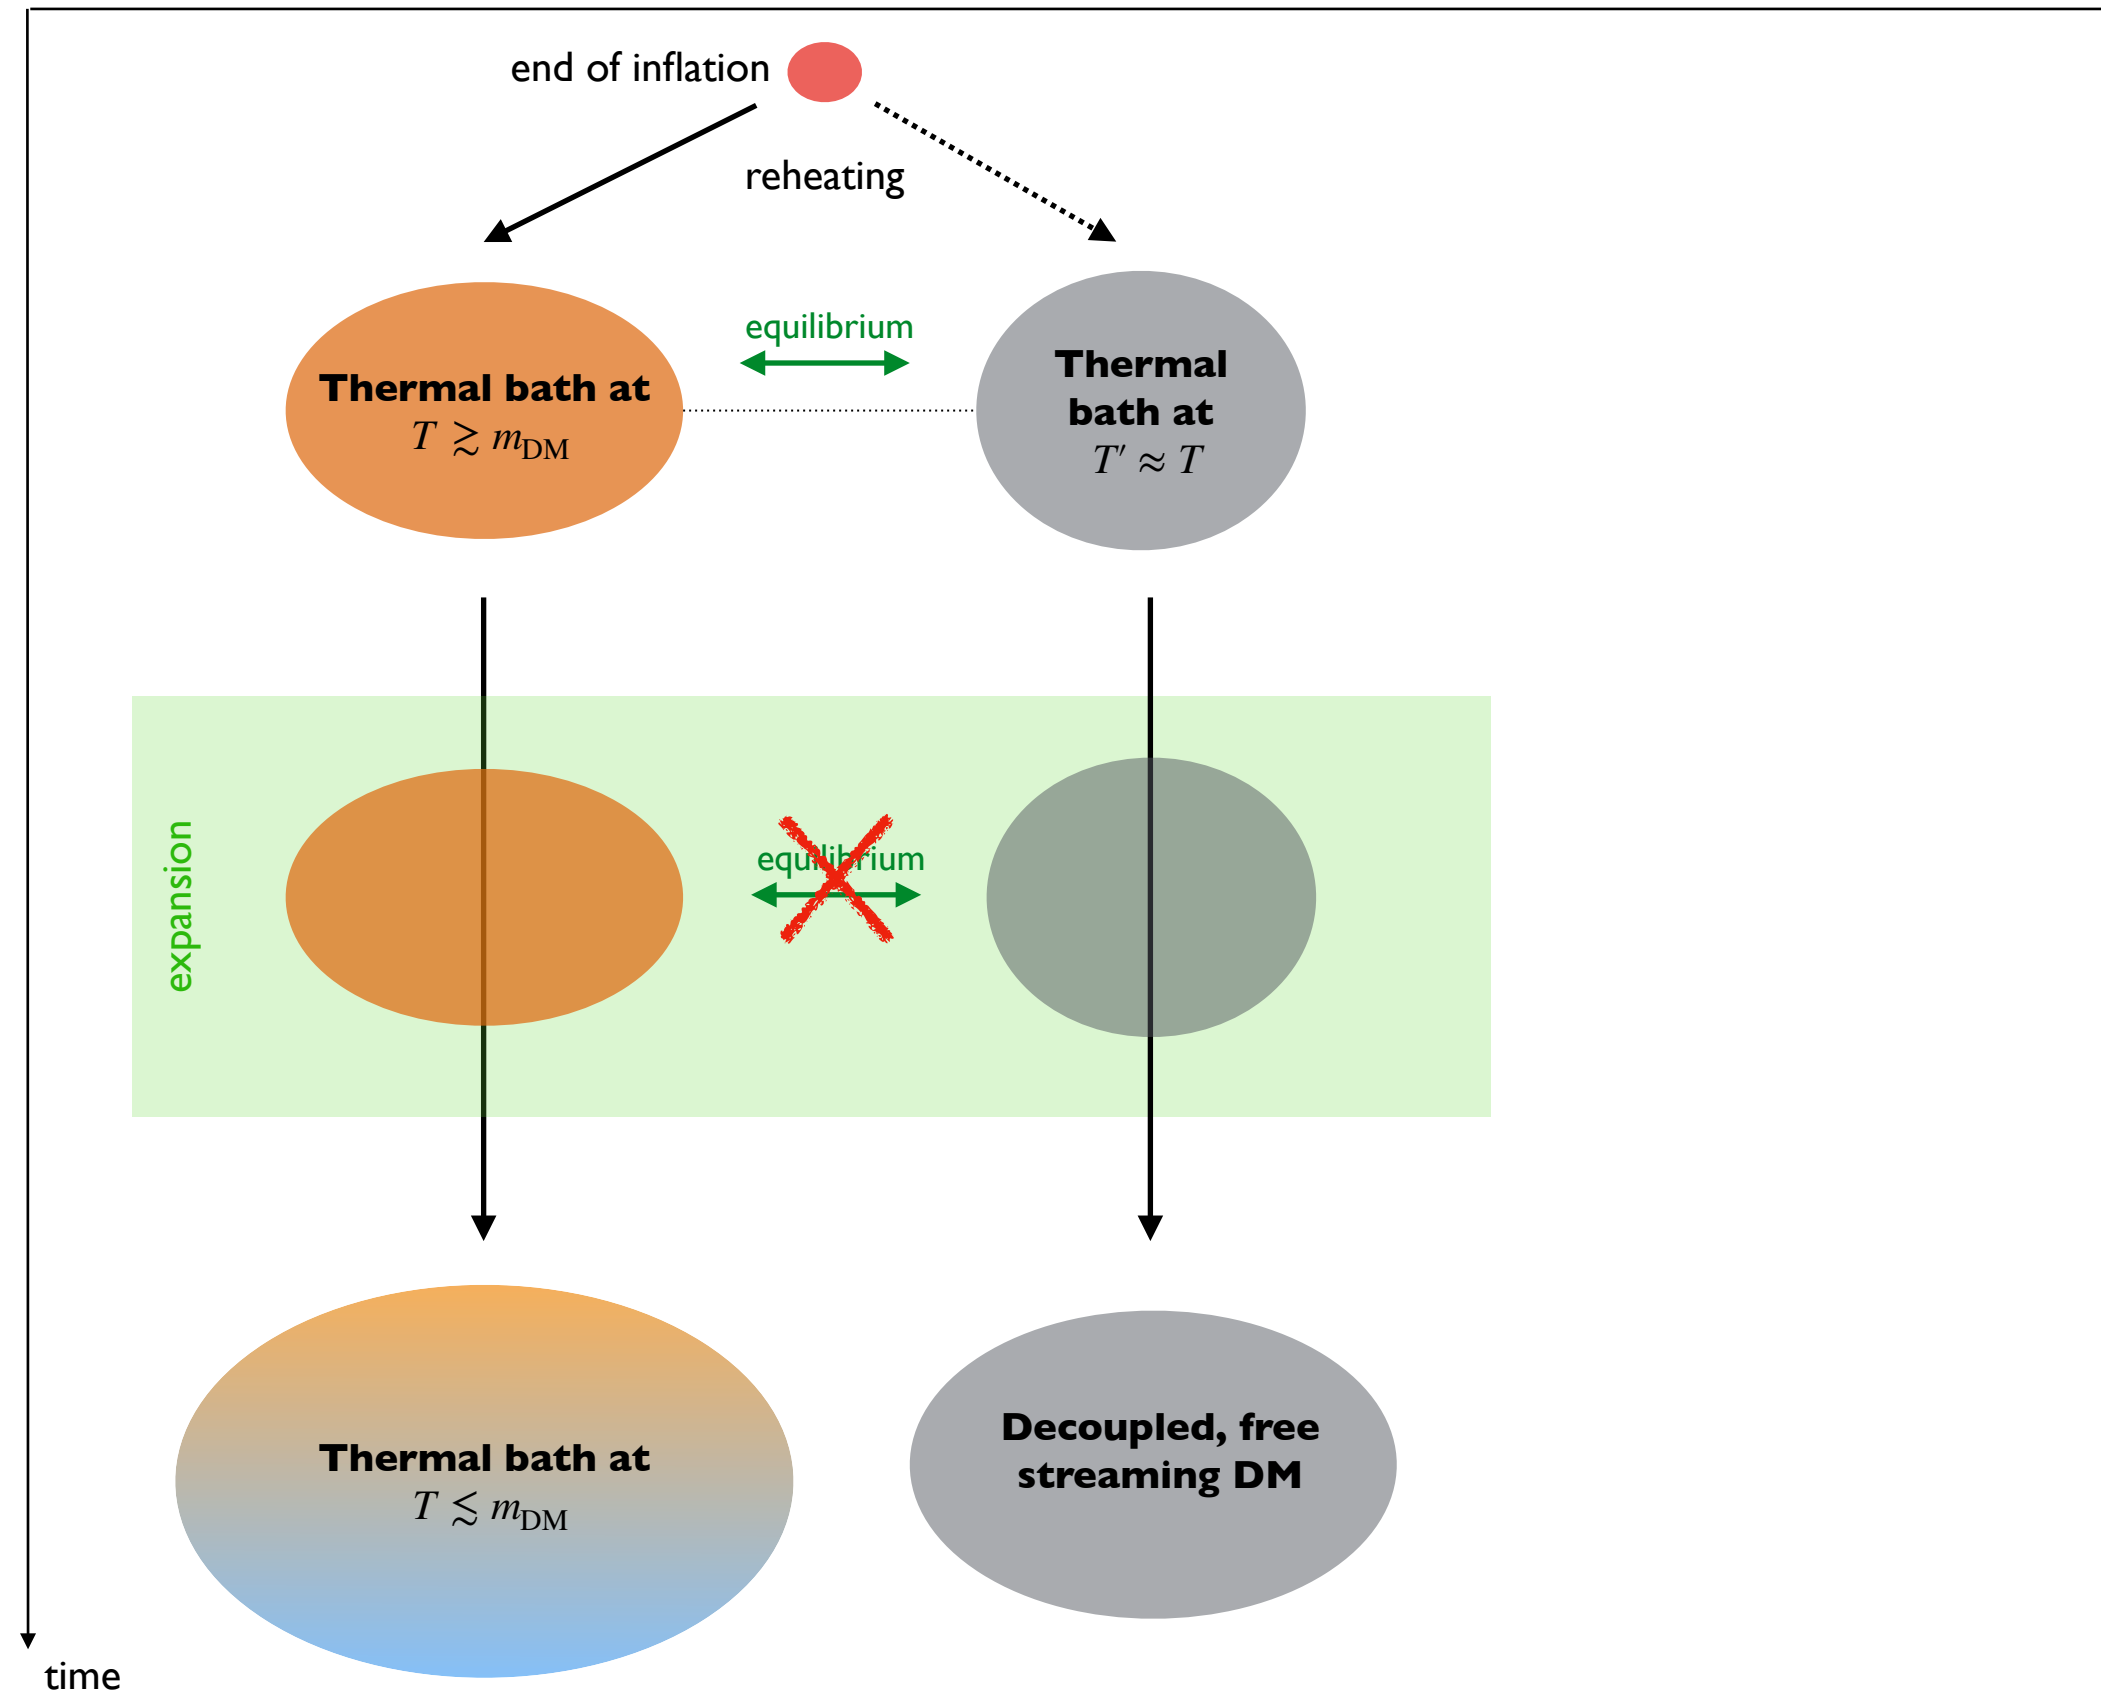 end of inflation
reheating
equilibrium
Thermal bath at
T ≳ m_DM
Thermal
bath at
T′ ≈ T
expansion
equilibrium
Thermal bath at
T ≲ m_DM
Decoupled, free
streaming DM
time